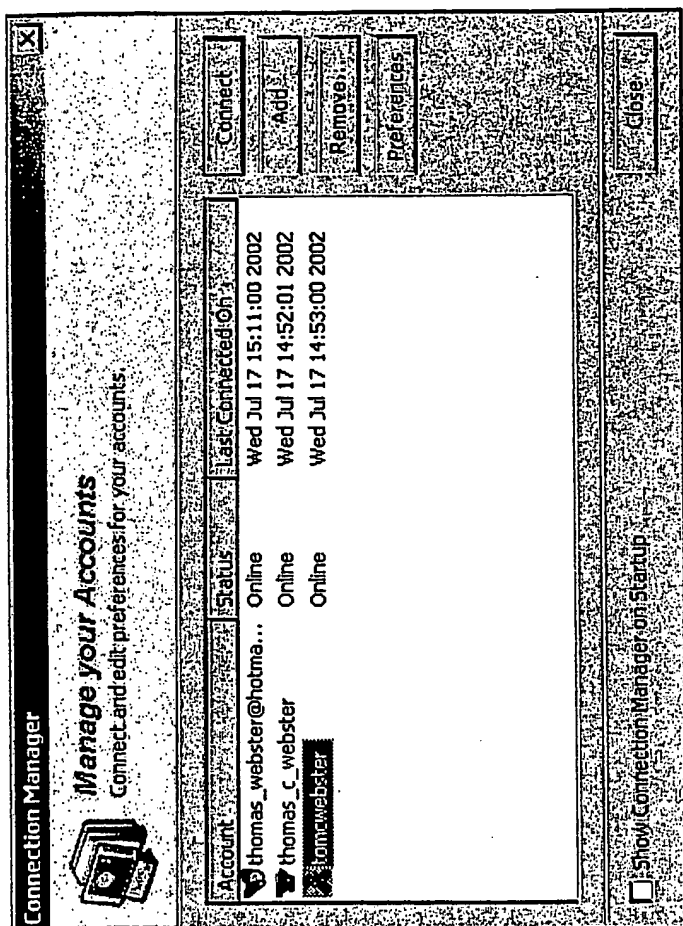 Connection Manager
Manage your Accounts
Connect and edit preferences for your accounts.
Account Status Last Connected On
thomas_webster@hotma... Online Wed Jul 17 15:11:00 2002
thomas_c_webster Online Wed Jul 17 14:52:01 2002
tomcwebster Online Wed Jul 17 14:53:00 2002
Connect
Add
Remove
Preferences
Show Connection Manager on Startup
Close